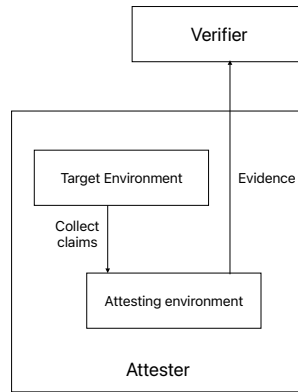 Verifier
Target Environment
Collect
claims
Evidence
Attesting environment
Attester